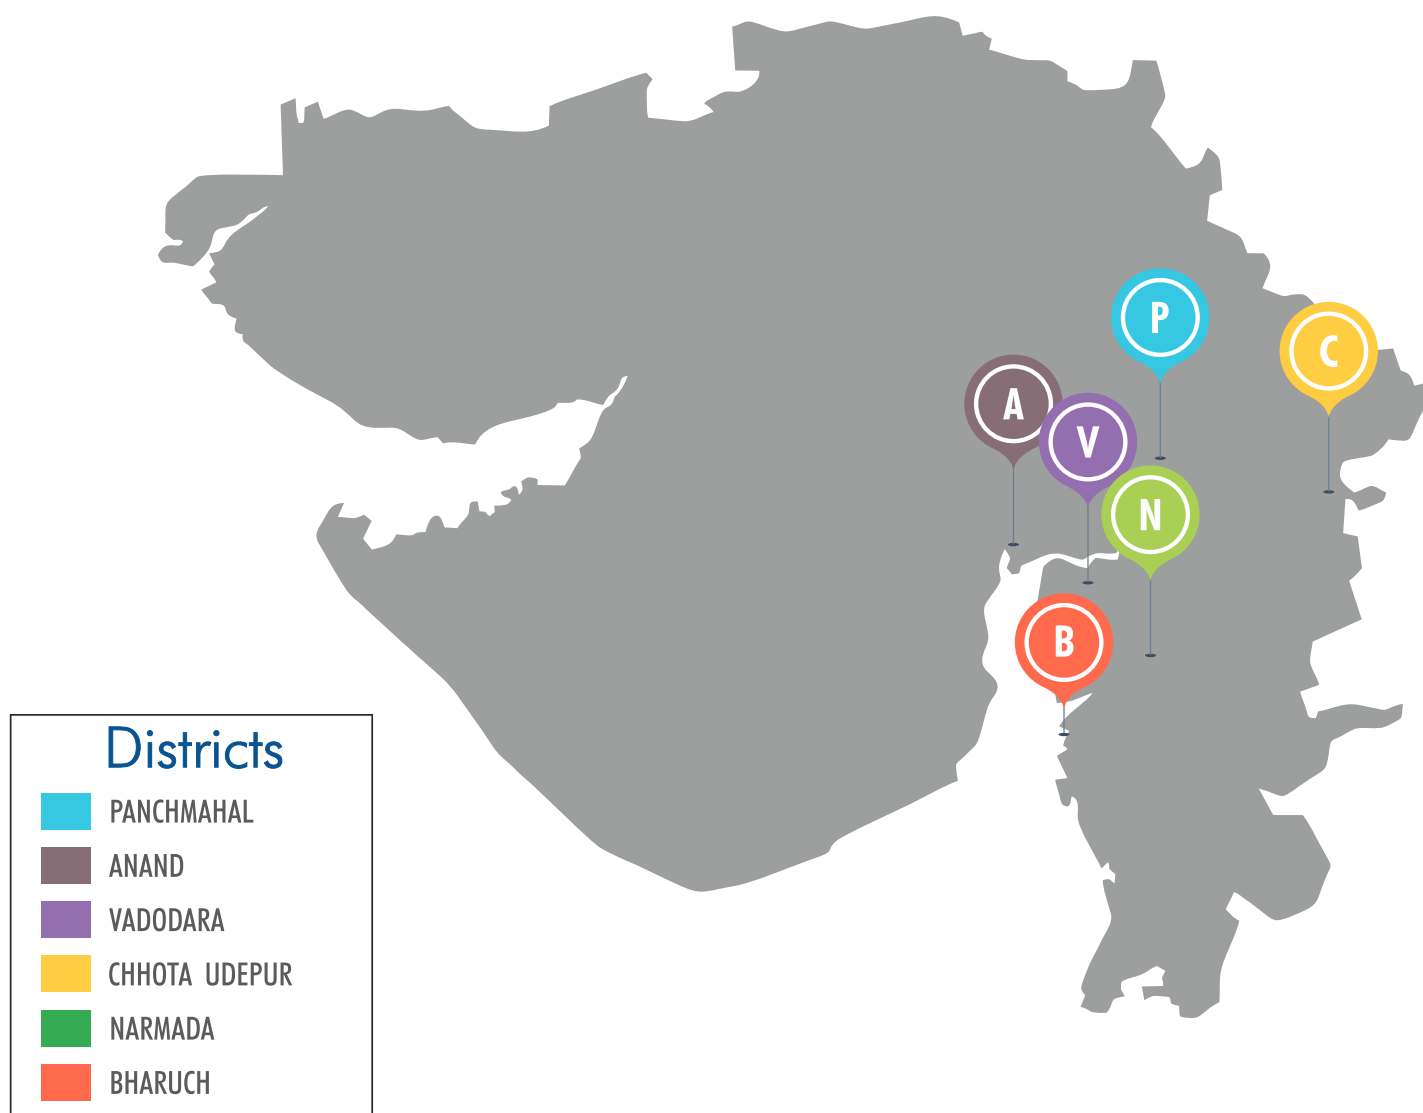 P
C
A
V
N
B
Districts
PANCHMAHAL
ANAND
VADODARA
CHHOTA UDEPUR
NARMADA
BHARUCH